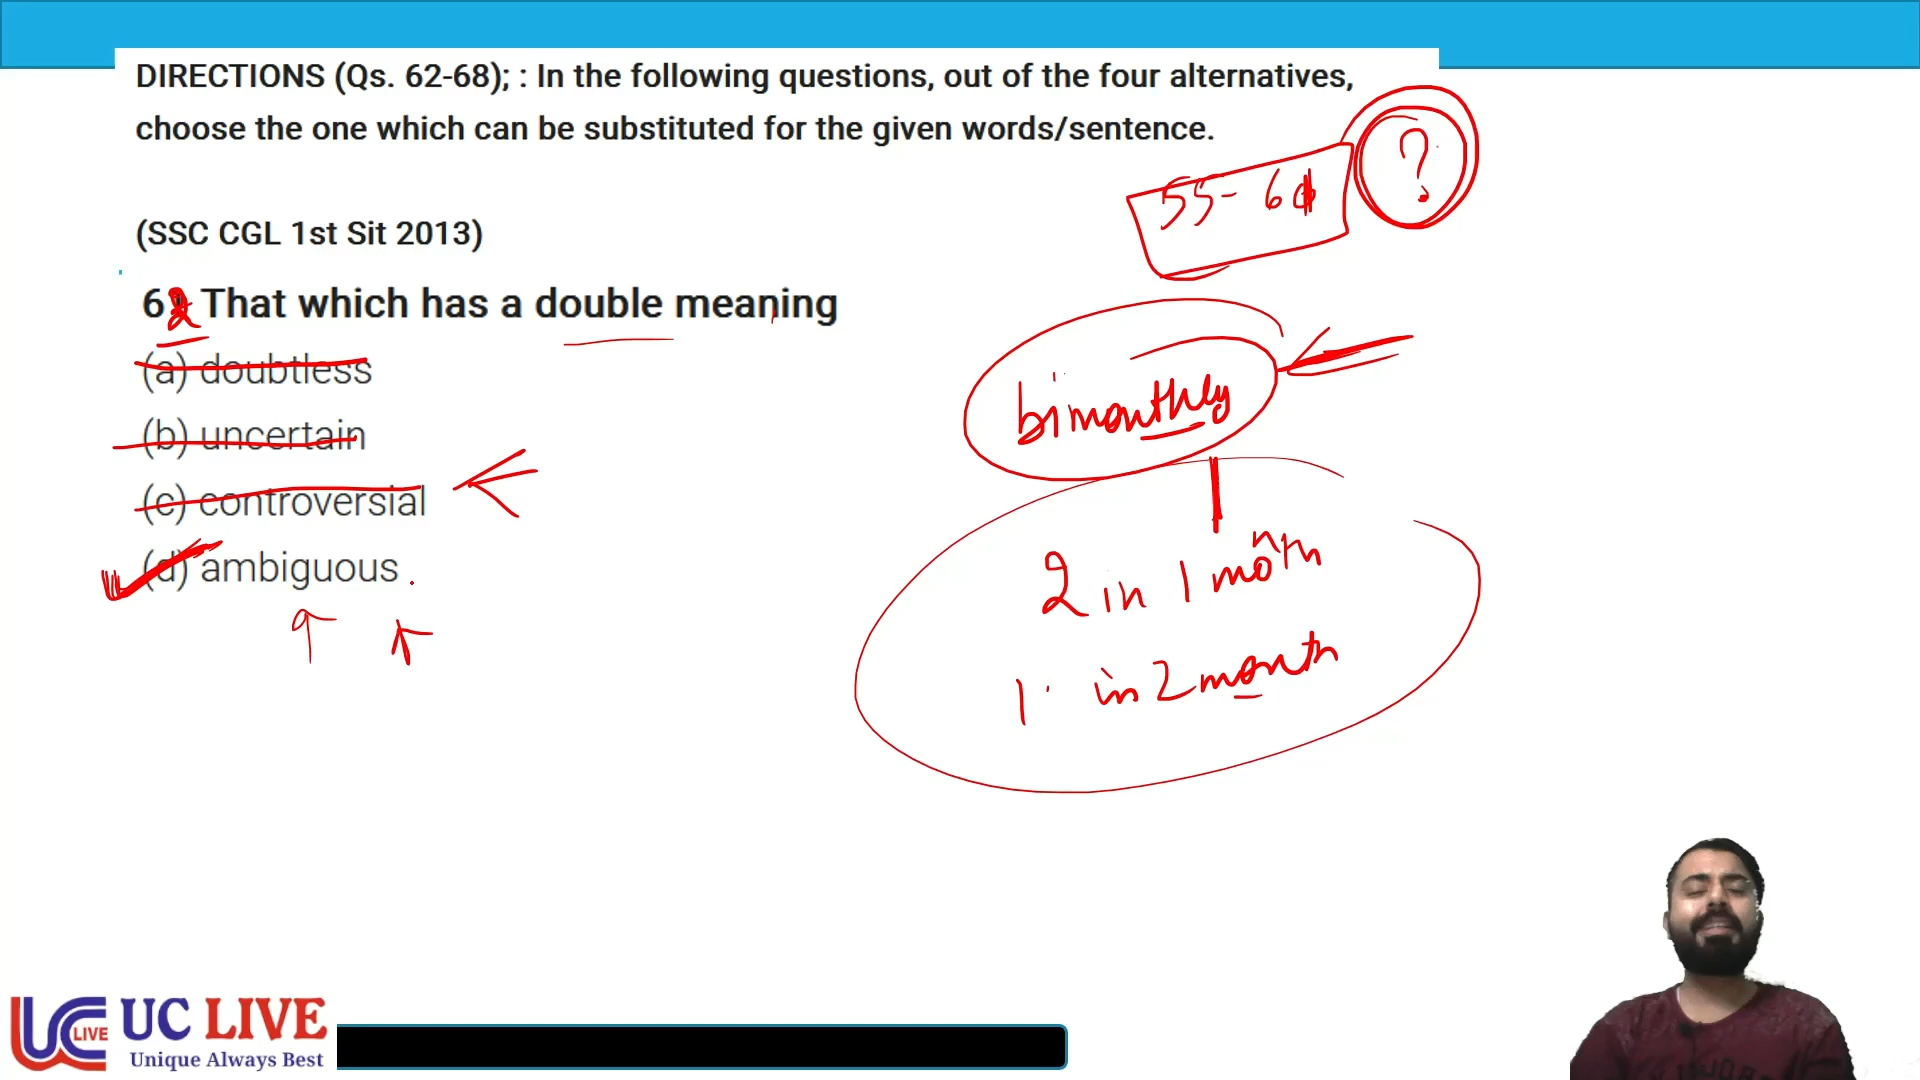 DIRECTIONS (Qs. 62-68); : In the following questions, out of the four alternatives,
choose the one which can be substituted for the given words/sentence.
55-61
?
(SSC CGL 1st Sit 2013)
62 That which has a double meaning
(a) doubtless
(b) uncertain
(c) controversial
(d) ambiguous
bimonthly
2 in 1 month
1 in 2 month
LIVE
UC LIVE
Unique Always Best